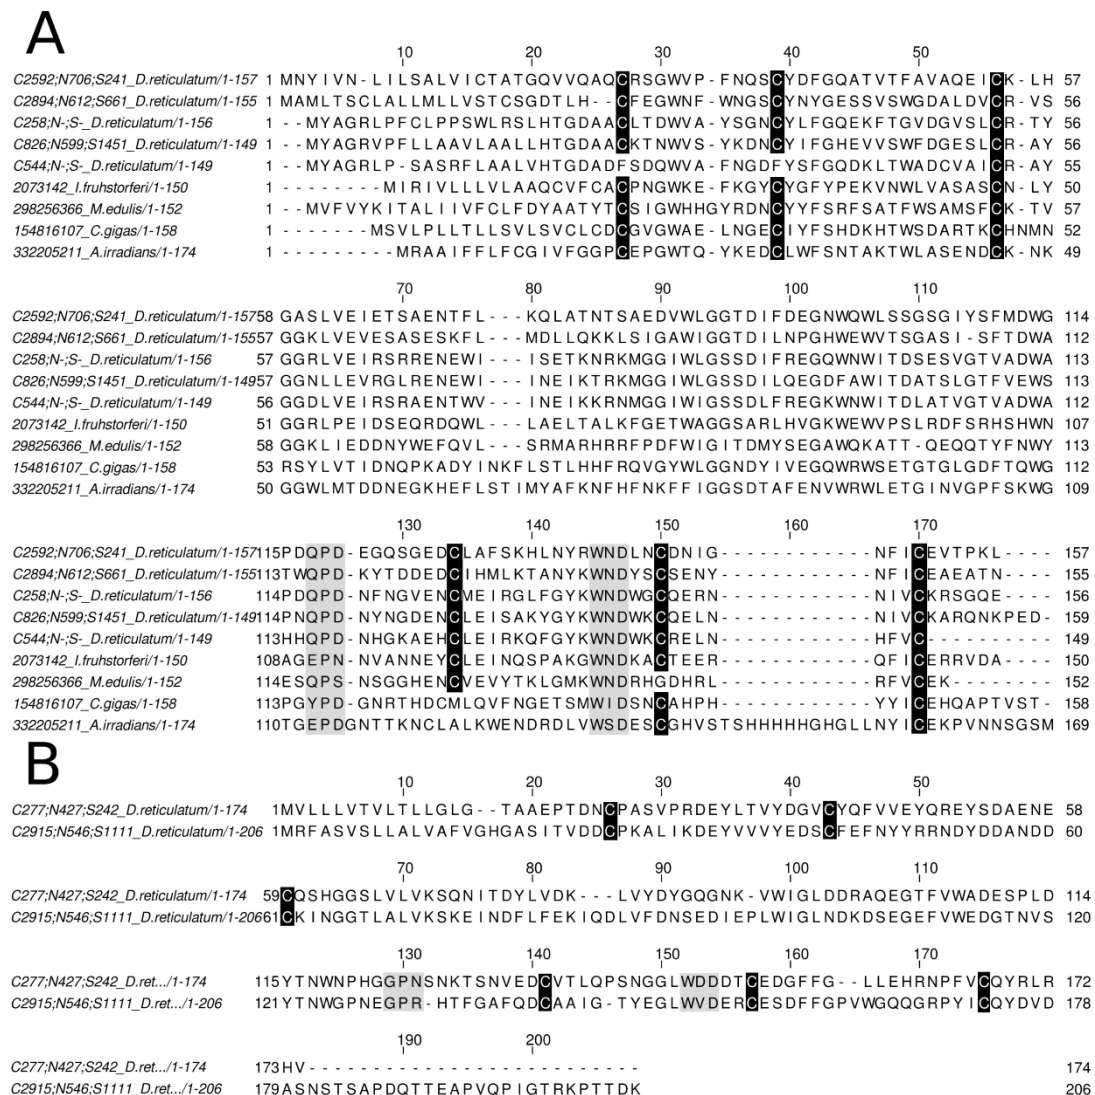 A
10 20 30 40 50
C2592;N706;S241_D.reticulatum/1-157 1 MNYIVN-LILSALVICTATGQVVQAQCRSGWVP-FNQSCYDFGQATVTFAVAQEICK-LH 57
C2894;N612;S661_D.reticulatum/1-155 1 MAMLTSCLALLMLLVSTCSGDTLH--CFEGWNF-WNGSCYNYGESSVSWGDALDVCR-VS 56
C258;N-;S-_D.reticulatum/1-156 1 --MYAGRLPFCLPPSWLRSLHTGDAACLTDWVA-YSGNCYLFGQEKFTGVDGVSLCR-TY 56
C826;N599;S1451_D.reticulatum/1-149 1 --MYAGRVPFLLAAVLAALLHTGDAACKTNWVS-YKDNCYIFGHEVVSWFDGESLCR-AY 56
C544;N-;S-_D.reticulatum/1-149 1 --MYAGRLP-SASRFLAALVHTGDADFSDQWVA-FNGDFYSFGQDKLTWADCVAICR-AY 55
2073142_I.fruhstorferi/1-150 1 --------MIRIVLLLVLAAQCVFCACPNGWKE-FKGYCYGFYPEKVNWLVASASCN-LY 50
298256366_M.edulis/1-152 1 --MVFVYKITALIIVFCLFDYAATYTCSIGWHHGYRDNCYYFSRFSATFWSAMSFCK-TV 57
154816107_C.gigas/1-158 1 -------MSVLPLLTLLSVLSVCLCDCGVGWAE-LNGECIYFSHDKHTWSDARTKCHNMN 52
332205211_A.irradians/1-174 1 ---------MRAAIFFLFCGIVFGGPCEPGWTQ-YKEDCLWFSNTAKTWLASENDCK-NK 49
70 80 90 100 110
C2592;N706;S241_D.reticulatum/1-157 58 GASLVEIETSAENTFL---KQLATNTSAEDVWLGGTDIFDEGNWQWLSSGSGIYSFMDWG 114
C2894;N612;S661_D.reticulatum/1-155 57 GGKLVEVESASESKFL---MDLLQKKLSIGAWIGGTDILNPGHWEWVTSGASI-SFTDWA 112
C258;N-;S-_D.reticulatum/1-156 57 GGRLVEIRSRRENEWI---ISETKNRKMGGIWLGSSDIFREGQWNWITDSESVGTVADWA 113
C826;N599;S1451_D.reticulatum/1-149 57 GGNLLEVRGLRENEWI---INEIKTRKMGGIWLGSSDILQEGDFAWITDATSLGTFVEWS 113
C544;N-;S-_D.reticulatum/1-149 56 GGDLVEIRSRAENTWV---INEIKKRNMGGIWIGSSDLFREGKWNWITDATVGTVADWA 112
2073142_I.fruhstorferi/1-150 51 GGRLPEIDSEQRDQWL---LAELTALKFGETWAGGSARLHVGKWEWVPSLRDFSRHSHWN 107
298256366_M.edulis/1-152 58 GGKLIEDDNYWEFQVL---SRMARHRRFPDFWIGITDMYSEGAWQKATT-QEQQTYFNWY 113
154816107_C.gigas/1-158 53 RSYLVTIDNQPKADYINKFLSTLHHFRQVGYWLGGNDYIVEGQWRWSETGTGLGDFTQWG 112
332205211_A.irradians/1-174 50 GGWLMTDDNEGKHEFLSTIMYAFKNFHFNKFFIGGSDTAFENVWRWLETGINVGPFSKWG 109
130 140 150 160 170
C2592;N706;S241_D.reticulatum/1-157 115 PDQPD-EGQSGEDCLAFSKHLNYRWNDLNCDNIG------------NFICEVTPKL---- 157
C2894;N612;S661_D.reticulatum/1-155 113 TWQPD-KYTDDEDCIHMLKTANYKWNDYSCSENY------------NFICEAEATN---- 155
C258;N-;S-_D.reticulatum/1-156 114 PDQPD-NFNGVENCMEIRGLFGYKWNDWGCQERN------------NIVCKRSGQE---- 156
C826;N599;S1451_D.reticulatum/1-149 114 PNQPD-NYNGDENCLEISAKYGYKWNDWKCQELN------------NIVCKARQNKPED- 159
C544;N-;S-_D.reticulatum/1-149 113 HHQPD-NHGKAEHCLEIRKQFGYKWNDWKCRELN------------HFVC---------- 149
2073142_I.fruhstorferi/1-150 108 AGEPN-NVANNEYCLEINQSPAKGWNDKACTEER------------QFICERRVDA---- 150
298256366_M.edulis/1-152 114 ESQPS-NSGGHENCVEVYTKLGMKWNDRHGDHRL------------RFVCEK-------- 152
154816107_C.gigas/1-158 113 PGYPD-GNRTHDCMLQVFNGETSMWIDSNCAHPH------------YYICEHQAPTVST- 158
332205211_A.irradians/1-174 110 TGEPDGNTTKNCLALKWENDRDLVWSDESCGHVSTSHHHHHGHGLLNYICEKPVNNSGSM 169
B
10 20 30 40 50
C277;N427;S242_D.reticulatum/1-174 1 MVLLLVTVLTLLGLG--TAAEPTDNCPASVPRDEYLTVYDGVCYQFVVEYQREYSDAENE 58
C2915;N546;S1111_D.reticulatum/1-206 1 MRFASVSLLALVAFVGHGASITVDDCPKALIKDEYVVVYEDSCFEFNYYRRNDYDDANDD 60
70 80 90 100 110
C277;N427;S242_D.reticulatum/1-174 59 CQSHGGSLVLVKSQNITDYLVDK---LVYDYGQGNK-VWIGLDDRAQEGTFVWADESPLD 114
C2915;N546;S1111_D.reticulatum/1-206 61 CKINGGTLALVKSKEINDFLFEKIQDLVFDNSEDIEPLWIGLNDKDSEGEFVWEDGTNVS 120
130 140 150 160 170
C277;N427;S242_D.ret.../1-174 115 YTNWNPHGGPNSNKTSNVEDCVTLQPSNGGLWDDDTCEDGFFG--LLEHRNPFVCQYRLR 172
C2915;N546;S1111_D.ret.../1-206 121 YTNWGPNEGPR-HTFGAFQDCAAIG-TYEGLWVDERCESDFFGPVWGQQGRPYICQYDVD 178
190 200
C277;N427;S242_D.ret.../1-174 173 HV-------------------------- 174
C2915;N546;S1111_D.ret.../1-206 179 ASNSTSAPDQTTEAPVQPIGTRKPTTDK 206